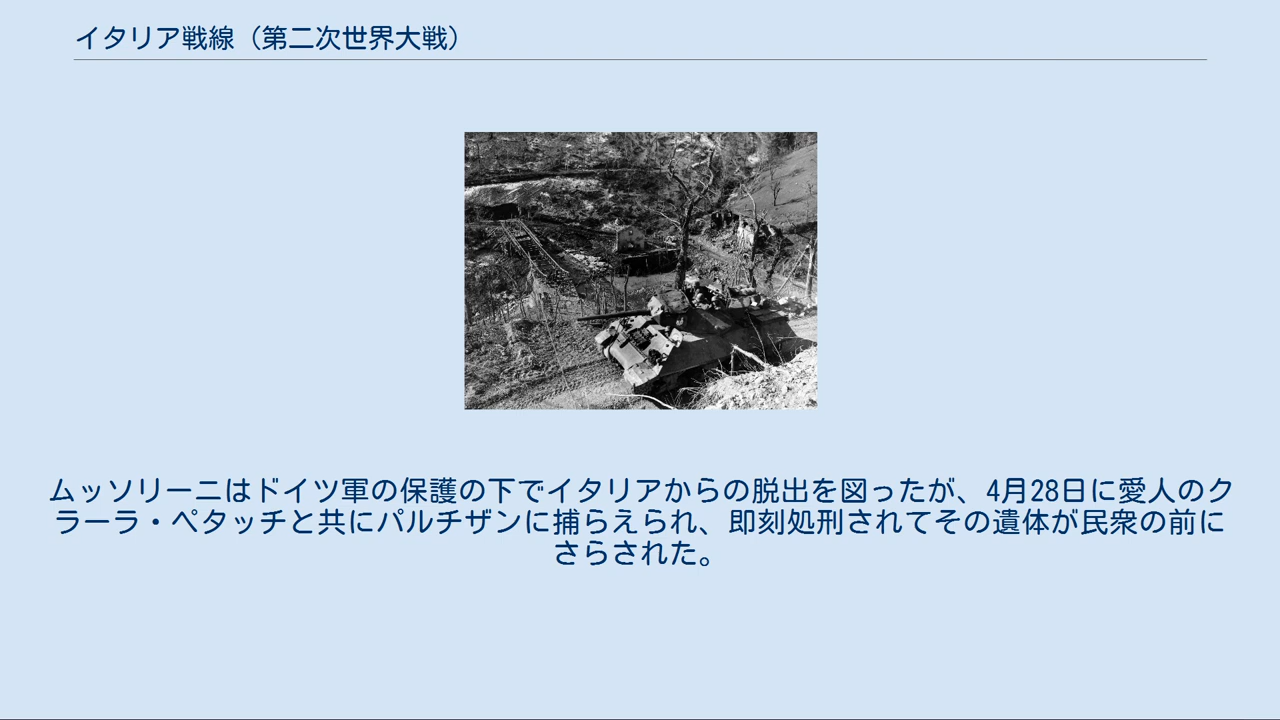 イタリア戦線（第二次世界大戦）
ムッソリーニはドイツ軍の保護の下でイタリアからの脱出を図ったが、4月28日に愛人のク
ラーラ・ペタッチと共にパルチザンに捕らえられ、即刻処刑されてその遺体が民衆の前に
さらされた。